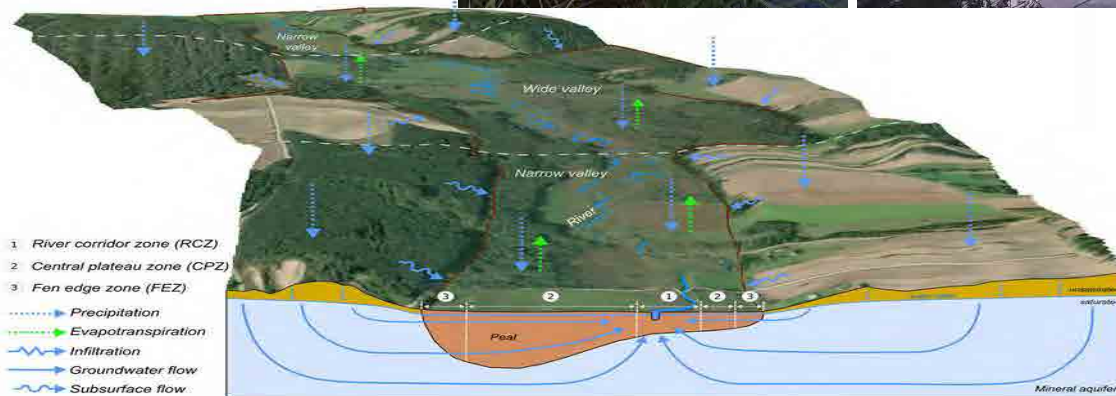 Narrow
valley
Wide valley
Narrow valley
River
1 River corridor zone (RCZ)
2 Central plateau zone (CPZ)
3 Fen edge zone (FEZ)
Precipitation
Evapotranspiration
Infiltration
Groundwater flow
Subsurface flow
3 2 1 2 3
Peat
Mineral aquifer